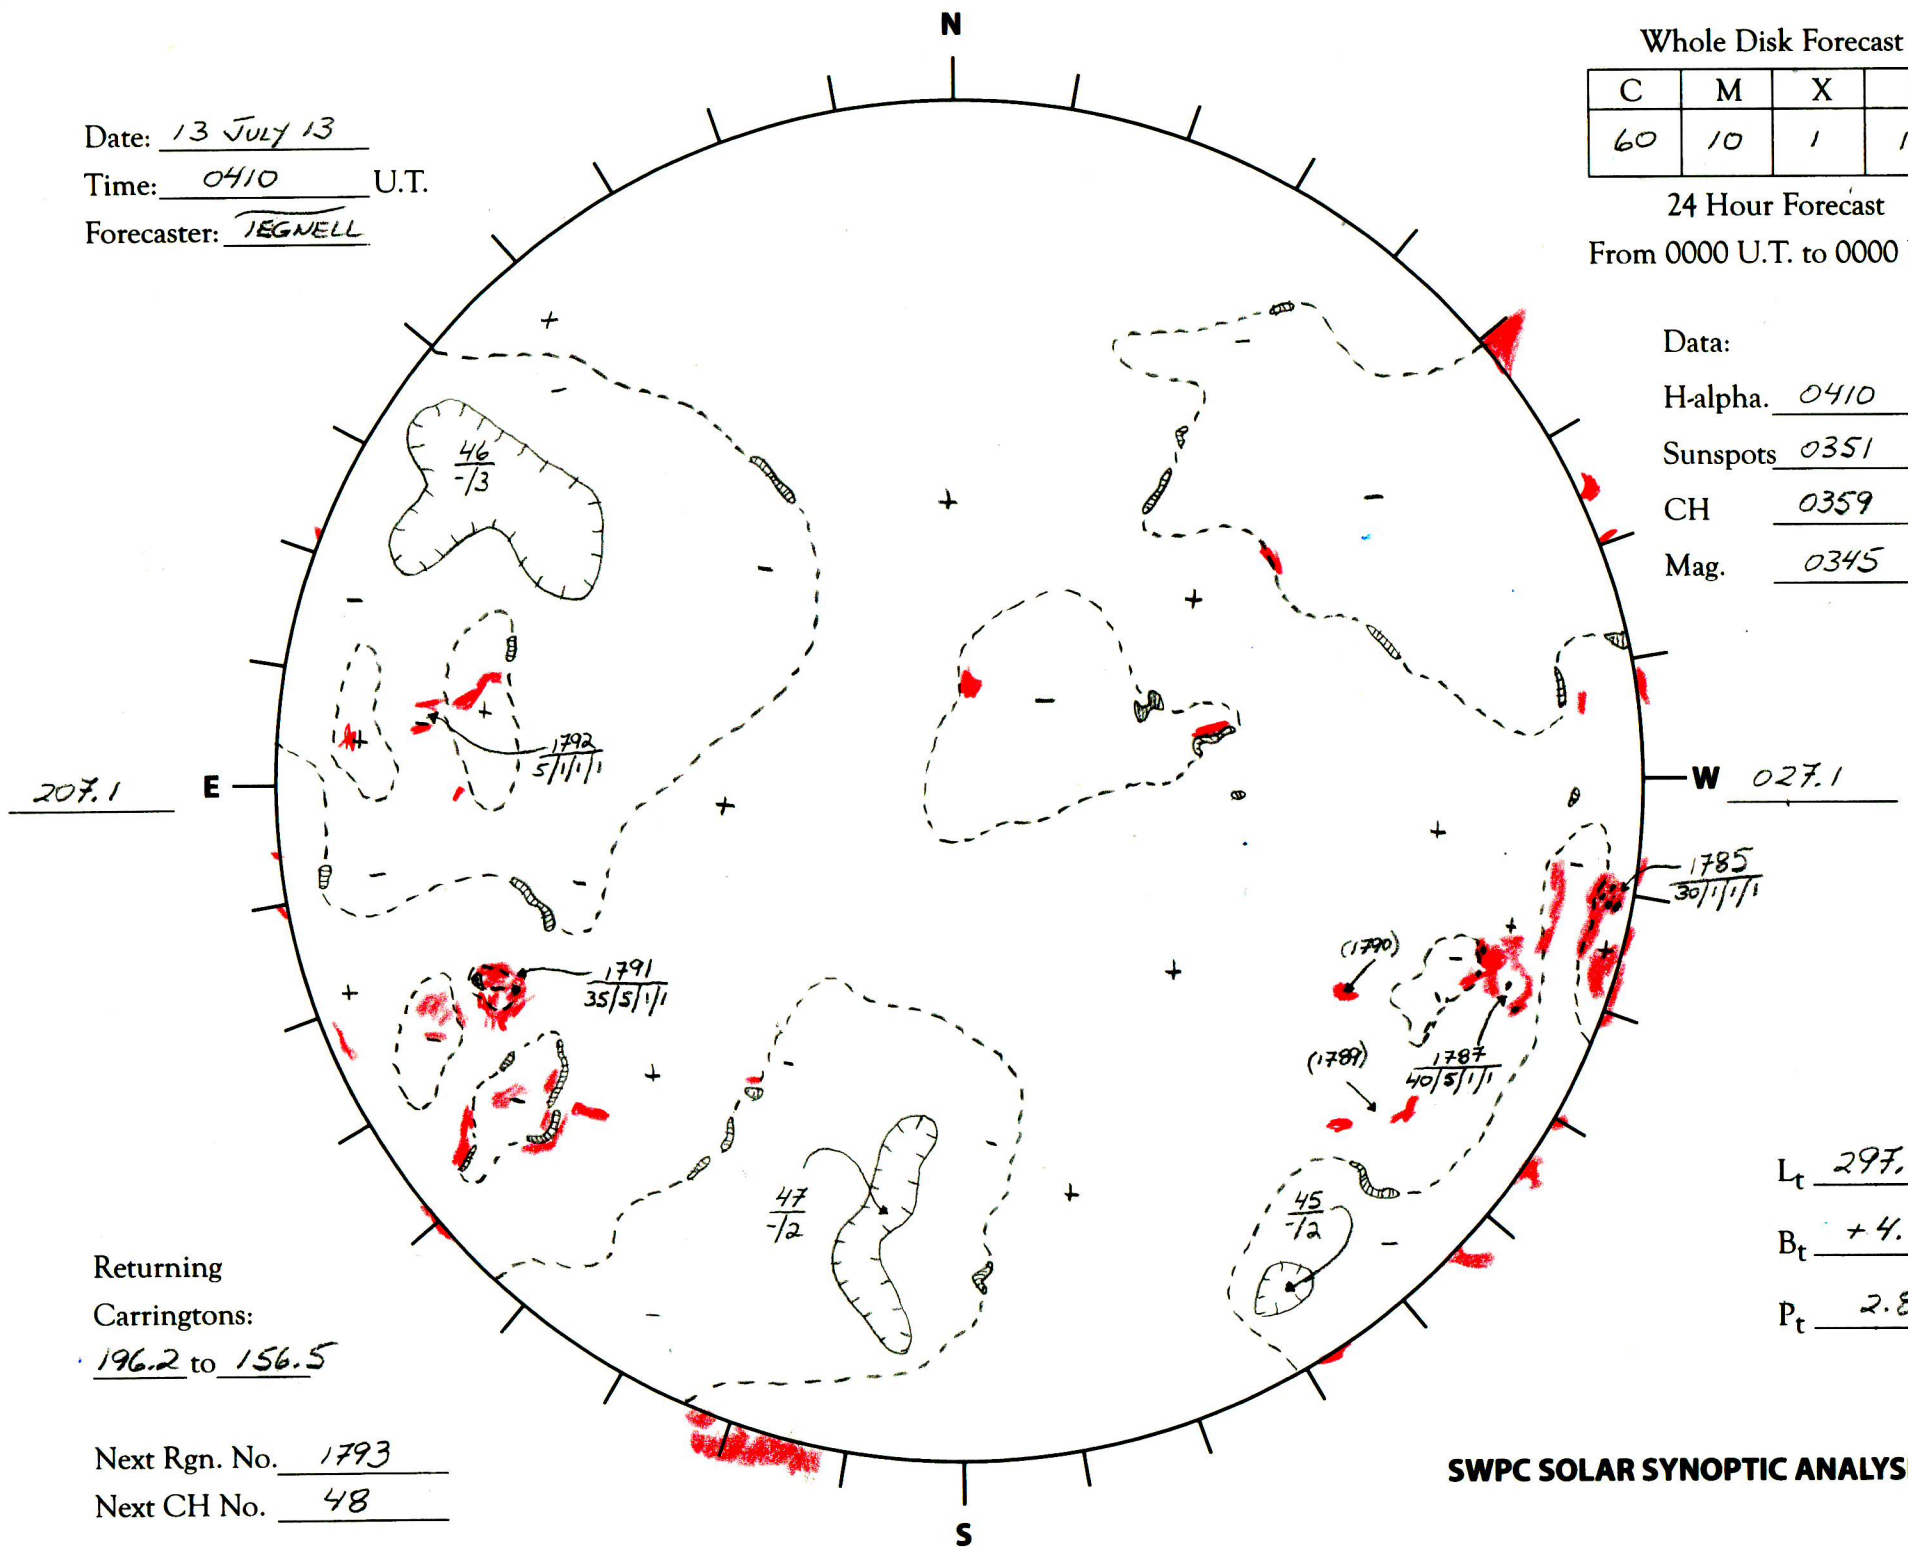 N
Whole Disk Forecast
C M X
60 10 1 1
24 Hour Forecast
From 0000 U.T. to 0000
Date: 13 JULY 13
Time: 0410 U.T.
Forecaster: TEGNELL
Data:
H-alpha. 0410
Sunspots 0351
CH 0359
Mag. 0345
+
-
-
46
-/3
+
-
-
+
-
-
+
+
-
1792
5/1/1/1
207.1 E
W 027.1
+
+
-
-
-
1785
30/1/1/1
+
(1790)
-
+
1791
35/5/1/1
+
+
-
(1789)
1787
40/5/1/1
+
-
-
-
47
-/2
+
45
-/2
-
-
Lt 297.
Bt +4.
Pt 2.8
Returning
Carringtons:
196.2 to 156.5
Next Rgn. No. 1793
Next CH No. 48
SWPC SOLAR SYNOPTIC ANALYS
S